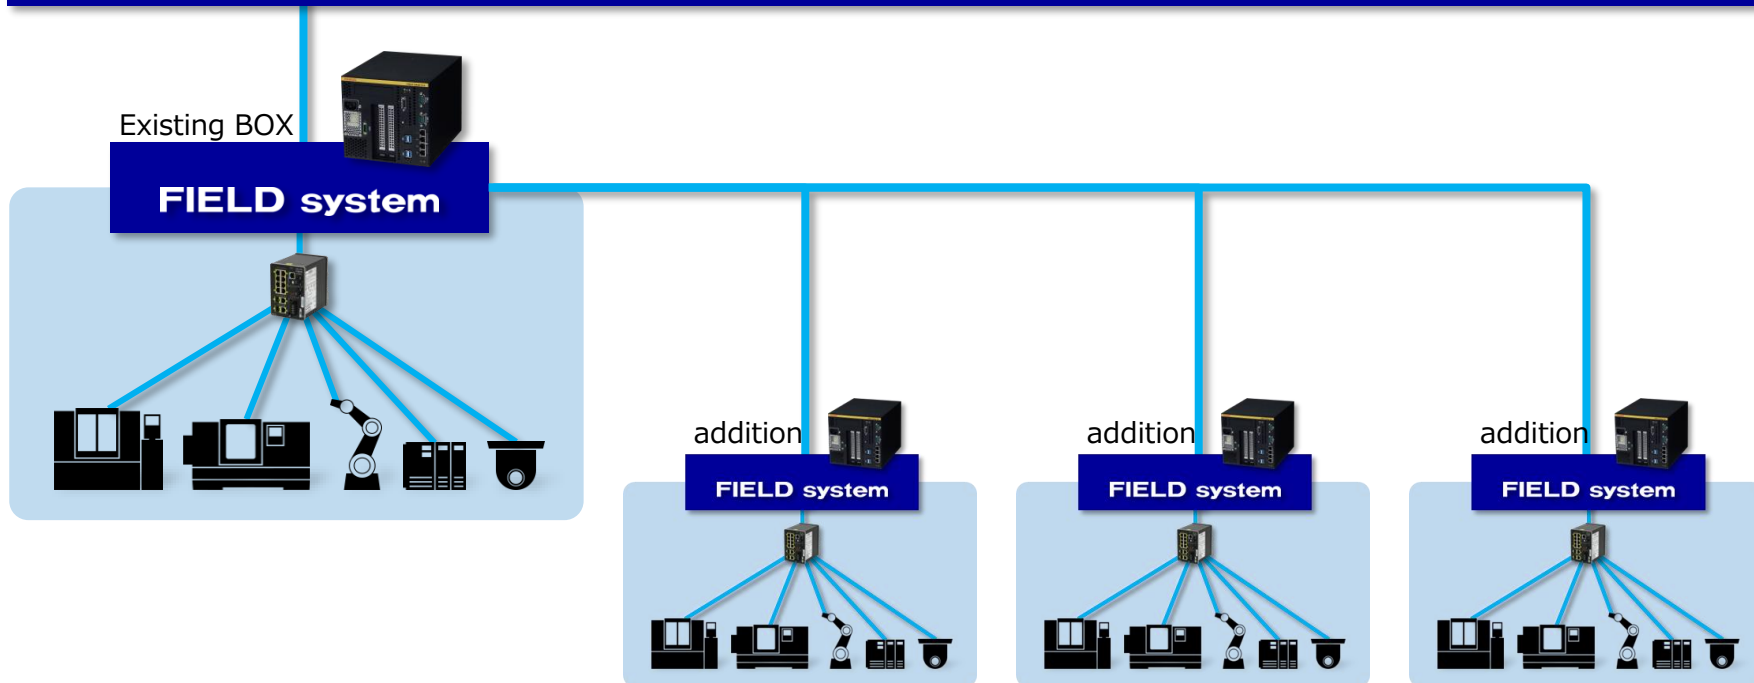 Existing BOX
FIELD system
addition
addition
addition
FIELD system
FIELD system
FIELD system